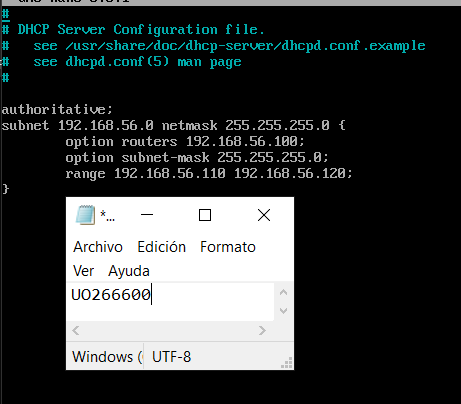 #
# DHCP Server Configuration file.
#   see /usr/share/doc/dhcp-server/dhcpd.conf.example
#   see dhcpd.conf(5) man page
#
authoritative;
subnet 192.168.56.0 netmask 255.255.255.0 {
        option routers 192.168.56.100;
        option subnet-mask 255.255.255.0;
        range 192.168.56.110 192.168.56.120;
}
*...
Archivo Edición Formato
Ver Ayuda
UO266600
Windows ( UTF-8